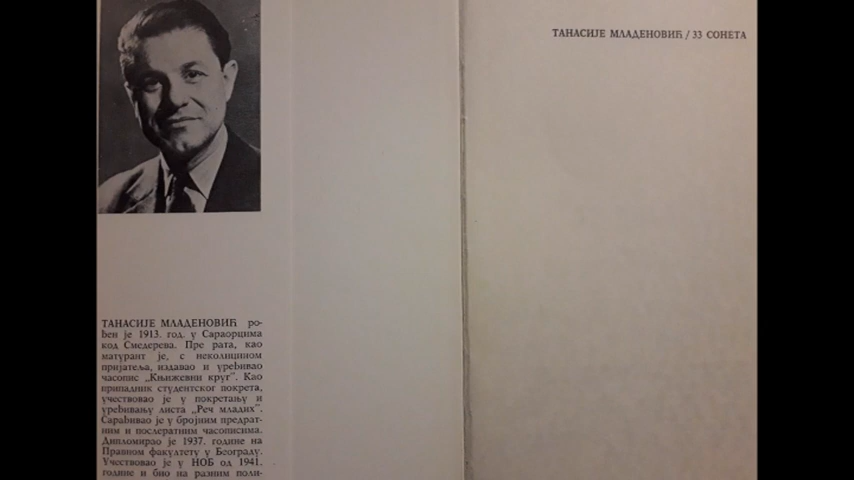 ТАНАСИЈЕ МЛАДЕНОВИЋ ро-
ђен је 1913. год. у Сараорцима
код Смедерева. Пре рата, као
матурант је, с неколицином
пријатеља, издавао и уређивао
часопис „Књижевни круг”. Као
припадник студентског покрета,
учествовао је у покретању и
уређивању листа „Реч младих”.
Сарађивао је у бројним предрат-
ним и послератним часописима.
Дипломирао је 1937. године на
Правном факултету у Београду.
Учествовао је у НОБ од 1941.
године и био на разним поли-
ТАНАСИЈЕ МЛАДЕНОВИЋ / 33 СОНЕТА